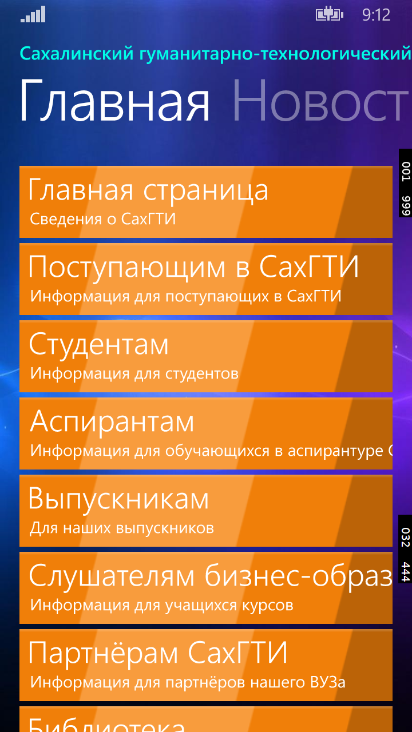 9:12
Сахалинский гуманитарно-технологический
Главная Новост
001 999
Главная страница
Сведения о СахГТИ
Поступающим в СахГТИ
Информация для поступающих в СахГТИ
Студентам
Информация для студентов
Аспирантам
Информация для обучающихся в аспирантуре С
Выпускникам
Для наших выпускников
032 444
Слушателям бизнес-образ
Информация для учащихся курсов
Партнёрам СахГТИ
Информация для партнёров нашего ВУЗа
Библиотека